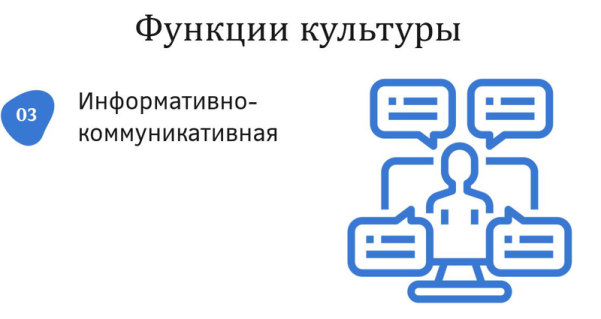 Функции культуры
03
Информативно-
коммуникативная